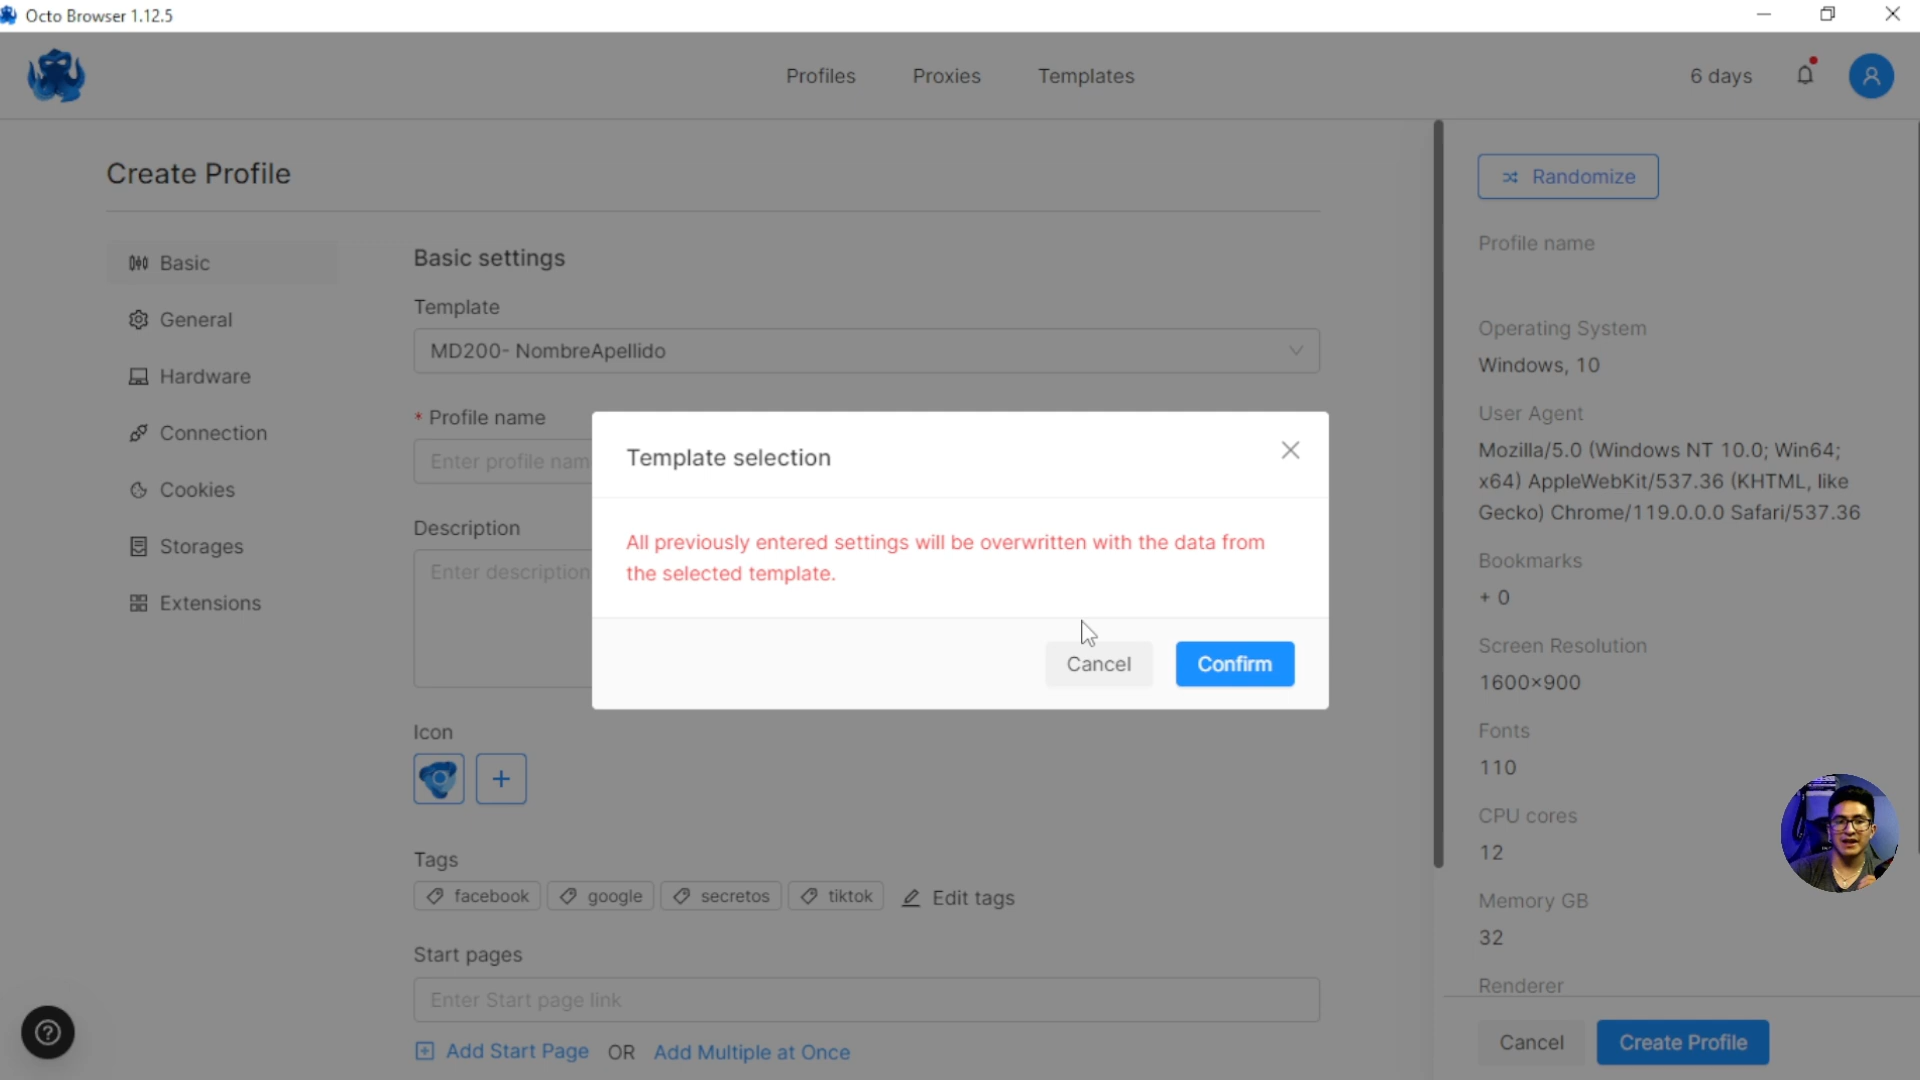 Octo Browser 1.12.5
Profiles
Proxies
Templates
6 days
Create Profile
Basic
General
Hardware
Connection
Cookies
Storages
Extensions
Basic settings
Template
MD200- NombreApellido
* Profile name
Enter profile nam
Description
Enter description
Icon
Tags
facebook
google
secretos
tiktok
Edit tags
Start pages
Enter Start page link
Add Start Page OR Add Multiple at Once
Template selection
All previously entered settings will be overwritten with the data from
the selected template.
Cancel
Confirm
Randomize
Profile name
Operating System
Windows, 10
User Agent
Mozilla/5.0 (Windows NT 10.0; Win64;
x64) AppleWebKit/537.36 (KHTML, like
Gecko) Chrome/119.0.0.0 Safari/537.36
Bookmarks
+ 0
Screen Resolution
1600×900
Fonts
110
CPU cores
12
Memory GB
32
Renderer
Cancel
Create Profile